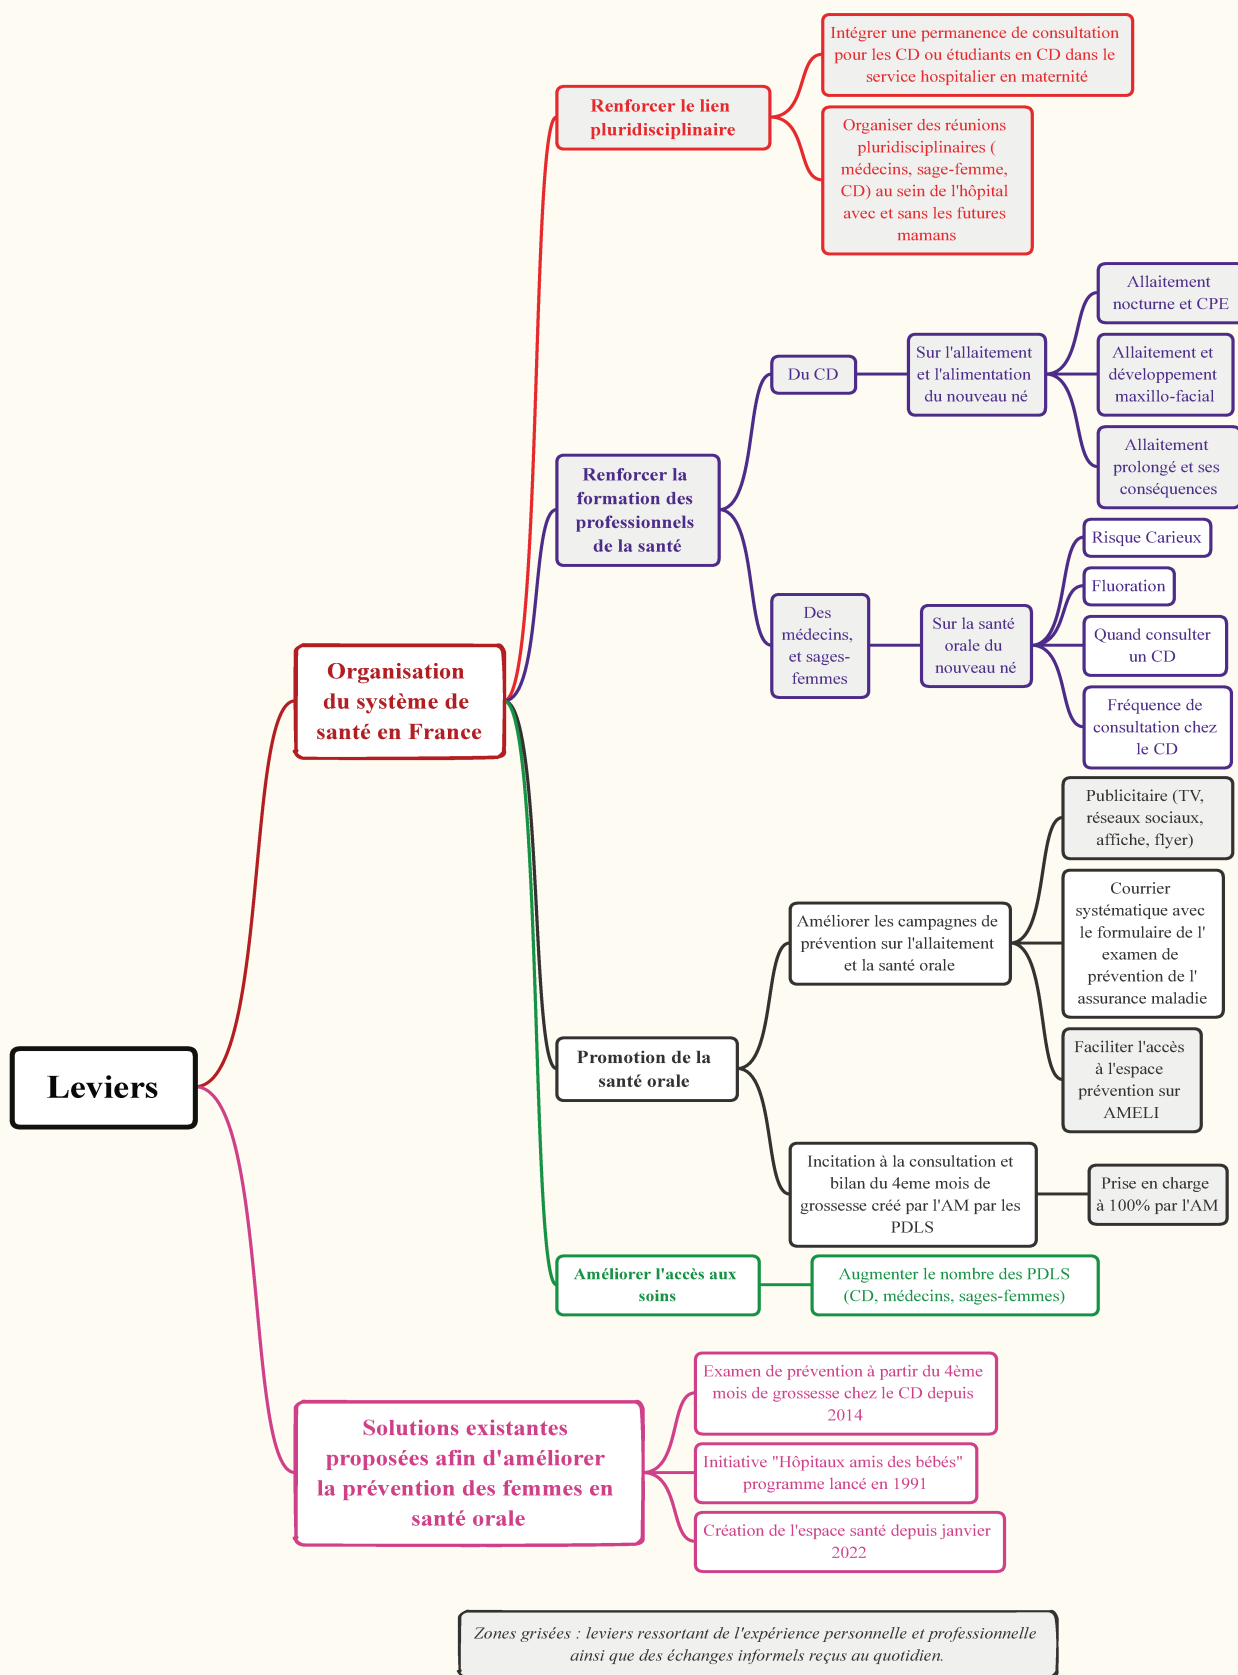 Leviers
Organisation
du système de
santé en France
Renforcer le lien
pluridisciplinaire
Intégrer une permanence de consultation
pour les CD ou étudiants en CD dans le
service hospitalier en maternité
Organiser des réunions
pluridisciplinaires (
médecins, sage-femme,
CD) au sein de l'hôpital
avec et sans les futures
mamans
Renforcer la
formation des
professionnels
de la santé
Du CD
Sur l'allaitement
et l'alimentation
du nouveau né
Allaitement
nocturne et CPE
Allaitement et
développement
maxillo-facial
Allaitement
prolongé et ses
conséquences
Des
médecins,
et sages-
femmes
Sur la santé
orale du
nouveau né
Risque Carieux
Fluoration
Quand consulter
un CD
Fréquence de
consultation chez
le CD
Promotion de la
santé orale
Améliorer les campagnes de
prévention sur l'allaitement
et la santé orale
Publicitaire (TV,
réseaux sociaux,
affiche, flyer)
Courrier
systématique avec
le formulaire de l'
examen de
prévention de l'
assurance maladie
Faciliter l'accès
à l'espace
prévention sur
AMELI
Incitation à la consultation et
bilan du 4eme mois de
grossesse créé par l'AM par les
PDLS
Prise en charge
à 100% par l'AM
Améliorer l'accès aux
soins
Augmenter le nombre des PDLS
(CD, médecins, sages-femmes)
Solutions existantes
proposées afin d'améliorer
la prévention des femmes en
santé orale
Examen de prévention à partir du 4ème
mois de grossesse chez le CD depuis
2014
Initiative "Hôpitaux amis des bébés"
programme lancé en 1991
Création de l'espace santé depuis janvier
2022
Zones grisées : leviers ressortant de l'expérience personnelle et professionnelle
ainsi que des échanges informels reçus au quotidien.